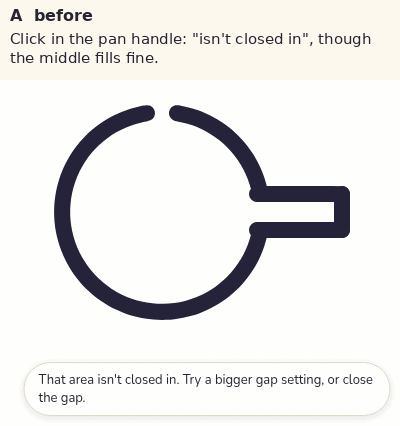 A before
Click in the pan handle: "isn't closed in", though
the middle fills fine.
That area isn't closed in. Try a bigger gap setting, or close
the gap.